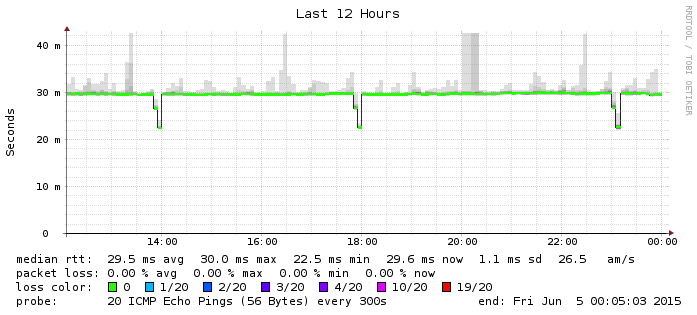 Last 12 Hours
RRDTOOL / TOBI OETIKER
Seconds
40 m
30 m
20 m
10 m
0
14:00 16:00 18:00 20:00 22:00 00:00
median rtt: 29.5 ms avg 30.0 ms max 22.5 ms min 29.6 ms now 1.1 ms sd 26.5 am/s
packet loss: 0.00 % avg 0.00 % max 0.00 % min 0.00 % now
loss color: 0 1/20 2/20 3/20 4/20 10/20 19/20
probe: 20 ICMP Echo Pings (56 Bytes) every 300s end: Fri Jun 5 00:05:03 2015